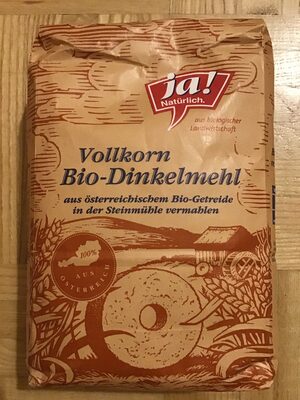 ja!
Natürlich.
aus biologischer
Landwirtschaft
Vollkorn
Bio-Dinkelmehl
aus österreichischem Bio-Getreide
in der Steinmühle vermahlen
100%
AUS
ÖSTERREICH